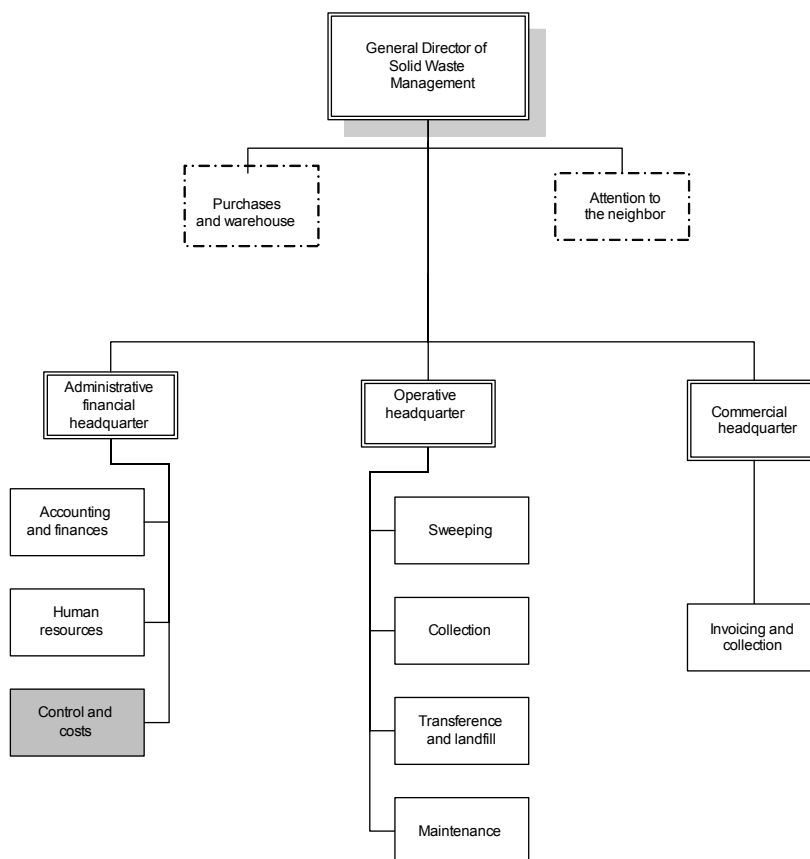 General Director of
Solid Waste
Management
Purchases
and warehouse
Attention to
the neighbor
Administrative
financial
headquarter
Operative
headquarter
Commercial
headquarter
Accounting
and finances
Human
resources
Control and
costs
Sweeping
Collection
Transference
and landfill
Maintenance
Invoicing and
collection